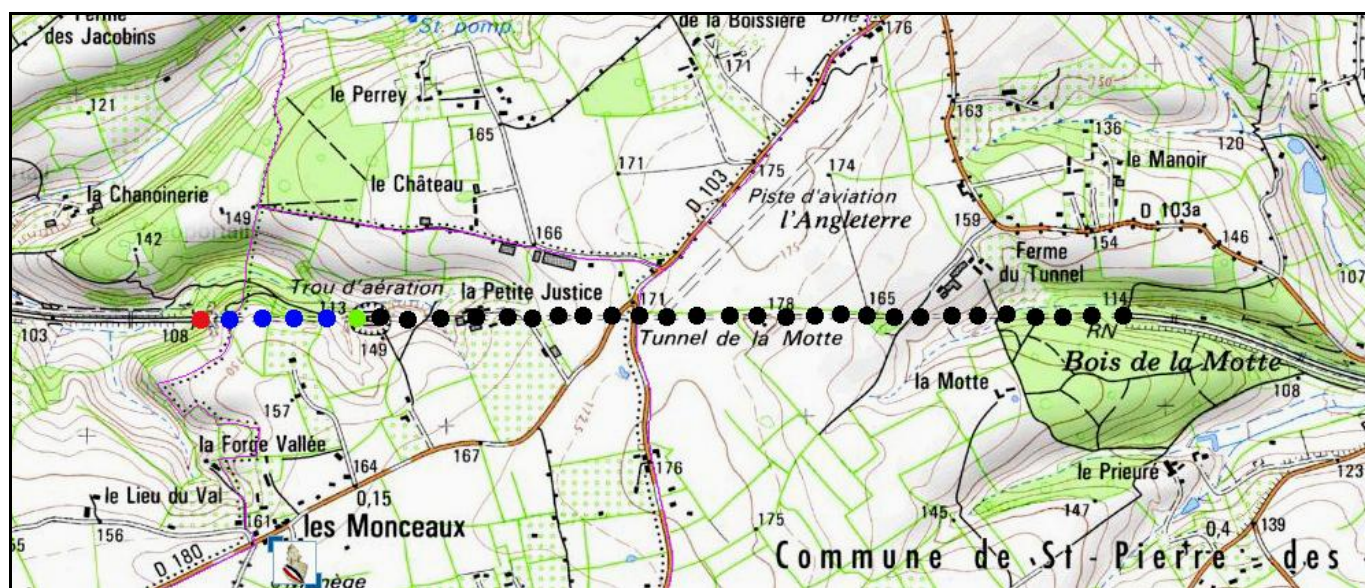 Ferme
des Jacobins
St. pomp.
de la Boissière
176
171
163
le Perrey
165
121
136
120
le Manoir
la Chanoinerie
le Château
171
175
174
D 103
Piste d'aviation
l'Angleterre
159
D 103a
154
146
149
142
166
175
Ferme
du Tunnel
107
Trou d'aération
113
la Petite Justice
171
178
165
114
103
108
149
Tunnel de la Motte
RN
Bois de la Motte
la Motte
108
157
172,5
la Forge Vallée
164
167
176
le Prieuré
123
le Lieu du Val
0,15
147
156
161
les Monceaux
175
145
0,4
139
D 180
Commune de St - Pierre - des